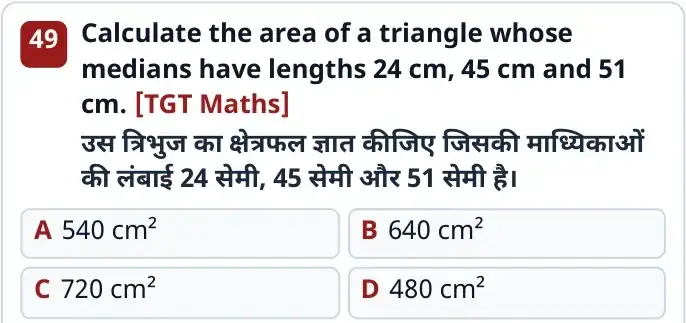 49 Calculate the area of a triangle whose
medians have lengths 24 cm, 45 cm and 51
cm. [TGT Maths]
उस त्रिभुज का क्षेत्रफल ज्ञात कीजिए जिसकी माध्यिकाओं
की लंबाई 24 सेमी, 45 सेमी और 51 सेमी है।
A 540 cm²
B 640 cm²
C 720 cm²
D 480 cm²